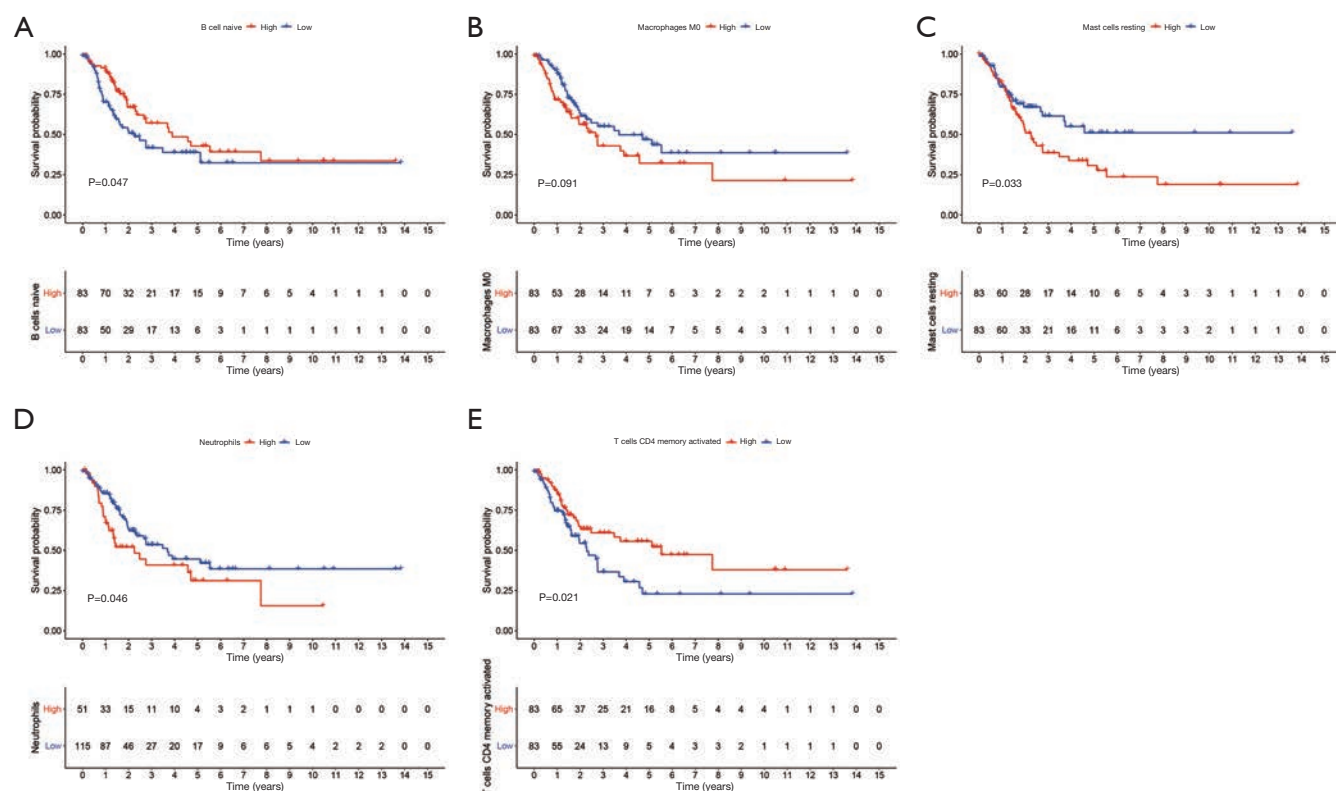 A
B cell naive High Low
Survival probability
1.00
0.75
0.50
0.25
0.00
P=0.047
0 1 2 3 4 5 6 7 8 9 10 11 12 13 14 15
Time (years)
B cells naive
High 83 70 32 21 17 15 9 7 6 5 4 1 1 1 0 0
Low 83 50 29 17 13 6 3 1 1 1 1 1 1 1 0 0
0 1 2 3 4 5 6 7 8 9 10 11 12 13 14 15
Time (years)
B
Macrophages M0 High Low
Survival probability
1.00
0.75
0.50
0.25
0.00
P=0.091
0 1 2 3 4 5 6 7 8 9 10 11 12 13 14 15
Time (years)
Macrophages M0
High 83 53 28 14 11 7 5 3 2 2 2 1 1 1 0 0
Low 83 67 33 24 19 14 7 5 5 4 3 1 1 1 0 0
0 1 2 3 4 5 6 7 8 9 10 11 12 13 14 15
Time (years)
C
Mast cells resting High Low
Survival probability
1.00
0.75
0.50
0.25
0.00
P=0.033
0 1 2 3 4 5 6 7 8 9 10 11 12 13 14 15
Time (years)
Mast cells resting
High 83 60 28 17 14 10 6 5 4 3 3 1 1 1 0 0
Low 83 60 33 21 16 11 6 3 3 3 2 1 1 1 0 0
0 1 2 3 4 5 6 7 8 9 10 11 12 13 14 15
Time (years)
D
Neutrophils High Low
Survival probability
1.00
0.75
0.50
0.25
0.00
P=0.046
0 1 2 3 4 5 6 7 8 9 10 11 12 13 14 15
Time (years)
Neutrophils
High 51 33 15 11 10 4 3 2 1 1 0 0 0 0 0 0
Low 115 87 46 27 20 17 9 6 6 5 4 2 2 2 0 0
0 1 2 3 4 5 6 7 8 9 10 11 12 13 14 15
Time (years)
E
T cells CD4 memory activated High Low
Survival probability
1.00
0.75
0.50
0.25
0.00
P=0.021
0 1 2 3 4 5 6 7 8 9 10 11 12 13 14 15
Time (years)
cells CD4 memory activated
High 83 65 37 25 21 16 8 5 4 4 4 1 1 1 0 0
Low 83 55 24 13 9 5 4 3 3 2 1 1 1 1 0 0
0 1 2 3 4 5 6 7 8 9 10 11 12 13 14 15
Time (years)